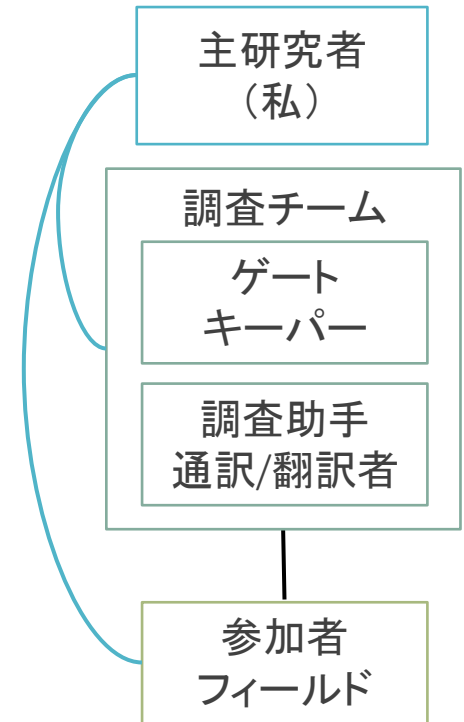 主研究者
（私）
調査チーム
ゲート
キーパー
調査助手
通訳/翻訳者
参加者
フィールド